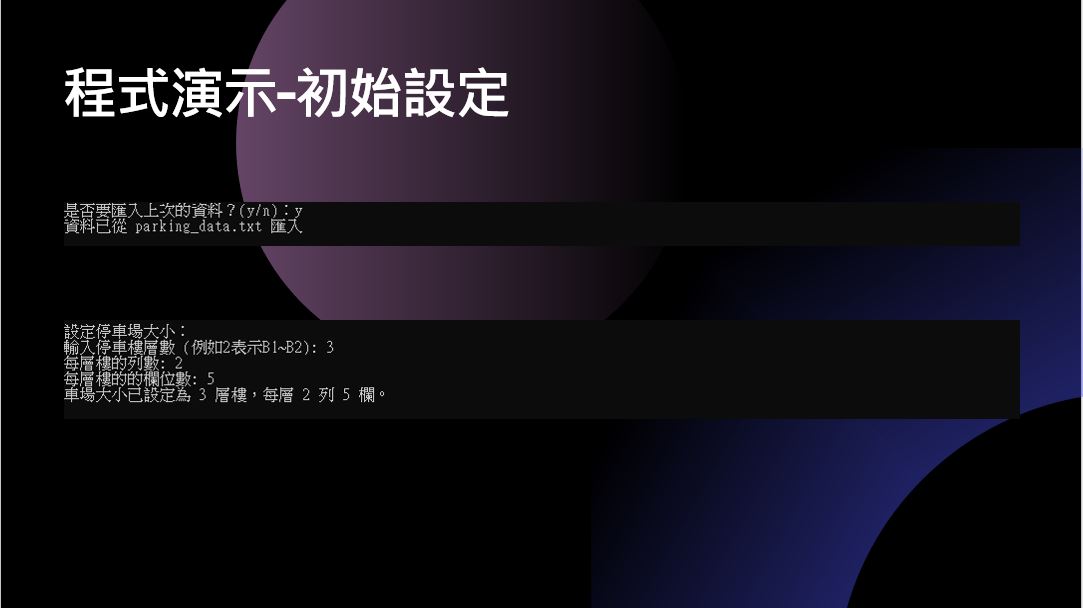 程式演示-初始設定
是否要匯入上次的資料？(y/n)：y
資料已從 parking_data.txt 匯入
設定停車場大小：
輸入停車樓層數 (例如2表示B1~B2): 3
每層樓的列數: 2
每層樓的的欄位數: 5
車場大小已設定為 3 層樓，每層 2 列 5 欄。